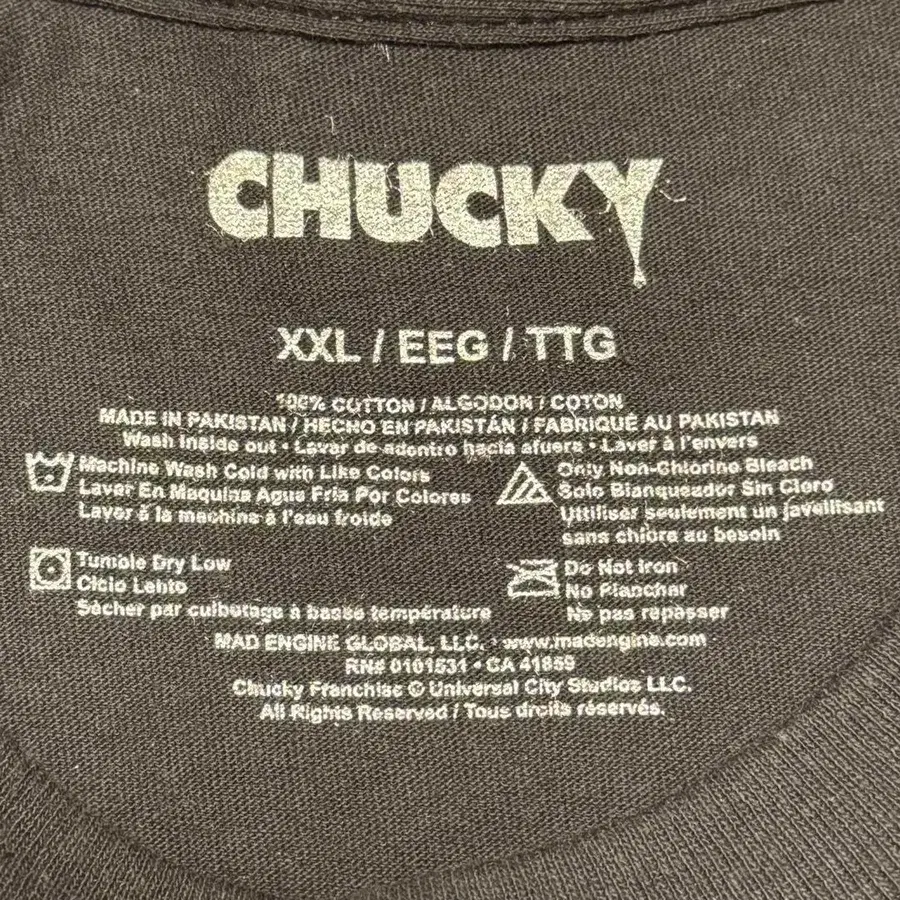 CHUCKY
XXL / EEG / TTG
100% COTTON / ALGODON / COTON
MADE IN PAKISTAN / HECHO EN PAKISTÁN / FABRIQUÉ AU PAKISTAN
Wash Inside out • Lavar de adentro hacia afuera • Laver à l'envers
Machine Wash Cold with Like Colors
Lavar En Maquina Agua Fria Por Colores
Laver à la machine à l'eau froide
Only Non-Chlorine Bleach
Solo Blanqueador Sin Cloro
Uttiliser seulement un javellisant
sans chlore au besoin
Tumble Dry Low
Ciclo Lento
Sécher par culbutage à basse température
Do Not Iron
No Planchar
Ne pas repasser
MAD ENGINE GLOBAL, LLC. • www.madengine.com
RN# 0101531 • CA 41859
Chucky Franchise © Universal City Studios LLC.
All Rights Reserved / Tous droits réservés.